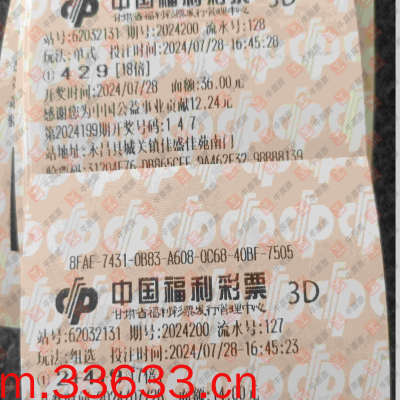 中国福利彩票 3D
甘肃省福利彩票发行管理中心
站号:62032131 期号:2024200 流水号:128
玩法:单式 投注时间:2024/07/28-16:45:28
① 4 2 9 [18倍]
开奖时间:2024/07/28 面额:36.00元
感谢您为中国公益事业贡献12.24元
第2024199期开奖号码:1 4 7
站地址:永昌县城关镇佳盛佳苑南门
8FAE-7431-0B83-A608-0C68-40BF-7505
中国福利彩票 3D
甘肃省福利彩票发行管理中心
站号:62032131 期号:2024200 流水号:127
玩法:组选 投注时间:2024/07/28-16:45:23
m.33633.cn